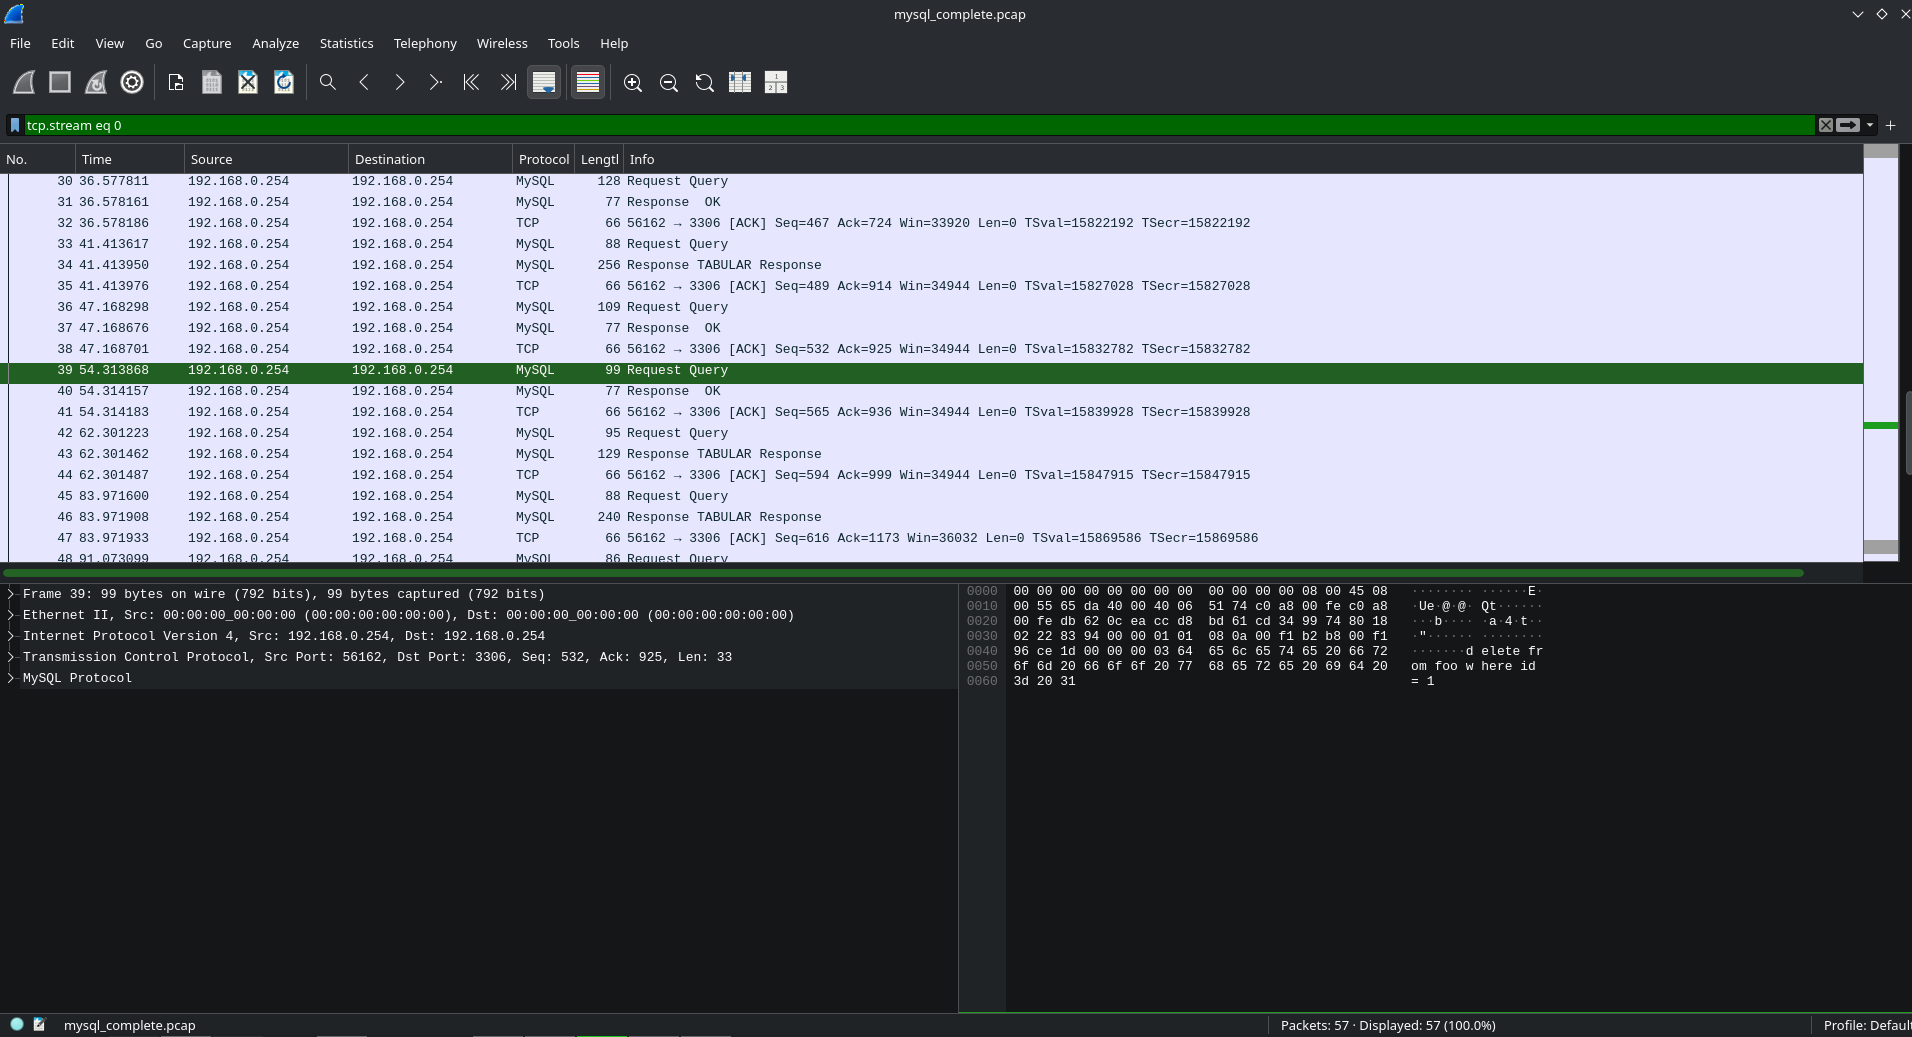 mysql_complete.pcap
File Edit View Go Capture Analyze Statistics Telephony Wireless Tools Help
tcp.stream eq 0
No. Time Source Destination Protocol Lengtl Info
30 36.577811 192.168.0.254 192.168.0.254 MySQL 128 Request Query
31 36.578161 192.168.0.254 192.168.0.254 MySQL 77 Response OK
32 36.578186 192.168.0.254 192.168.0.254 TCP 66 56162 → 3306 [ACK] Seq=467 Ack=724 Win=33920 Len=0 TSval=15822192 TSecr=15822192
33 41.413617 192.168.0.254 192.168.0.254 MySQL 88 Request Query
34 41.413950 192.168.0.254 192.168.0.254 MySQL 256 Response TABULAR Response
35 41.413976 192.168.0.254 192.168.0.254 TCP 66 56162 → 3306 [ACK] Seq=489 Ack=914 Win=34944 Len=0 TSval=15827028 TSecr=15827028
36 47.168298 192.168.0.254 192.168.0.254 MySQL 109 Request Query
37 47.168676 192.168.0.254 192.168.0.254 MySQL 77 Response OK
38 47.168701 192.168.0.254 192.168.0.254 TCP 66 56162 → 3306 [ACK] Seq=532 Ack=925 Win=34944 Len=0 TSval=15832782 TSecr=15832782
39 54.313868 192.168.0.254 192.168.0.254 MySQL 99 Request Query
40 54.314157 192.168.0.254 192.168.0.254 MySQL 77 Response OK
41 54.314183 192.168.0.254 192.168.0.254 TCP 66 56162 → 3306 [ACK] Seq=565 Ack=936 Win=34944 Len=0 TSval=15839928 TSecr=15839928
42 62.301223 192.168.0.254 192.168.0.254 MySQL 95 Request Query
43 62.301462 192.168.0.254 192.168.0.254 MySQL 129 Response TABULAR Response
44 62.301487 192.168.0.254 192.168.0.254 TCP 66 56162 → 3306 [ACK] Seq=594 Ack=999 Win=34944 Len=0 TSval=15847915 TSecr=15847915
45 83.971600 192.168.0.254 192.168.0.254 MySQL 88 Request Query
46 83.971908 192.168.0.254 192.168.0.254 MySQL 240 Response TABULAR Response
47 83.971933 192.168.0.254 192.168.0.254 TCP 66 56162 → 3306 [ACK] Seq=616 Ack=1173 Win=36032 Len=0 TSval=15869586 TSecr=15869586
48 91.073099 192.168.0.254 192.168.0.254 MySQL 86 Request Query
Frame 39: 99 bytes on wire (792 bits), 99 bytes captured (792 bits)
Ethernet II, Src: 00:00:00_00:00:00 (00:00:00:00:00:00), Dst: 00:00:00_00:00:00 (00:00:00:00:00:00)
Internet Protocol Version 4, Src: 192.168.0.254, Dst: 192.168.0.254
Transmission Control Protocol, Src Port: 56162, Dst Port: 3306, Seq: 532, Ack: 925, Len: 33
MySQL Protocol
0000 00 00 00 00 00 00 00 00 00 00 00 00 08 00 45 08 ········ ······E·
0010 00 55 65 da 40 00 40 06 51 74 c0 a8 00 fe c0 a8 ·Ue·@·@· Qt······
0020 00 fe db 62 0c ea cc d8 bd 61 cd 34 99 74 80 18 ···b···· ·a·4·t··
0030 02 22 83 94 00 00 01 01 08 0a 00 f1 b2 b8 00 f1 ·"······ ········
0040 96 ce 1d 00 00 00 03 64 65 6c 65 74 65 20 66 72 ·······d elete fr
0050 6f 6d 20 66 6f 6f 20 77 68 65 72 65 20 69 64 20 om foo w here id
0060 3d 20 31 = 1
mysql_complete.pcap
Packets: 57 · Displayed: 57 (100.0%)
Profile: Defaul